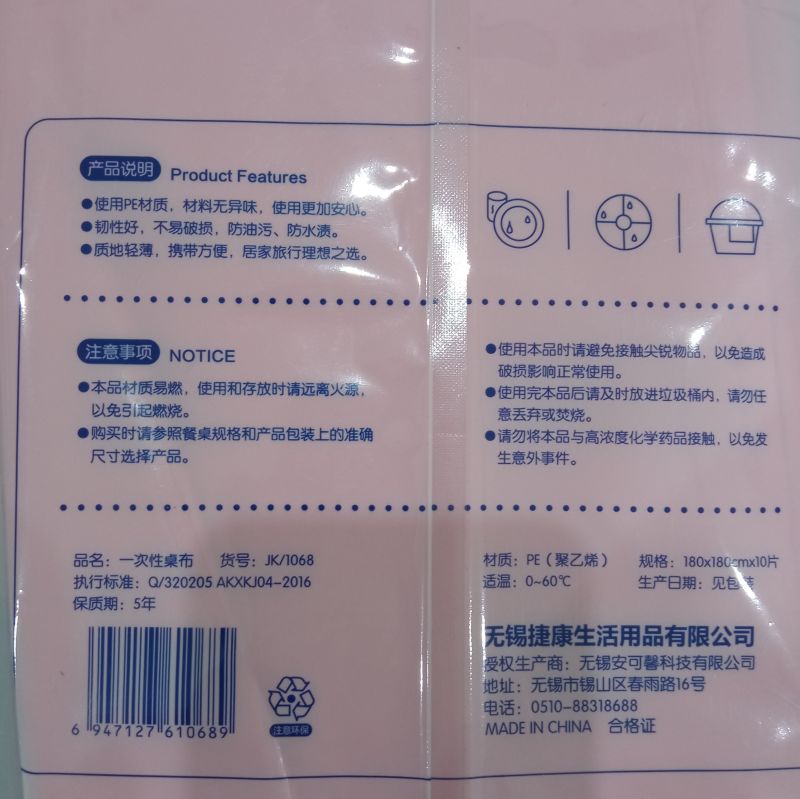 产品说明 Product Features
●使用PE材质，材料无异味，使用更加安心。
●韧性好，不易破损，防油污、防水渍。
●质地轻薄，携带方便，居家旅行理想之选。
注意事项 NOTICE
●本品材质易燃，使用和存放时请远离火源，
以免引起燃烧。
●购买时请参照餐桌规格和产品包装上的准确
尺寸选择产品。
●使用本品时请避免接触尖锐物品，以免造成
破损影响正常使用。
●使用完本品后请及时放进垃圾桶内，请勿任
意丢弃或焚烧。
●请勿将本品与高浓度化学药品接触，以免发
生意外事件。
品名：一次性桌布 货号：JK/1068
执行标准：Q/320205 AKXKJ04-2016
保质期：5年
6 947127 610689
注意环保
材质：PE（聚乙烯） 规格：180x180cmx10片
适温：0~60℃ 生产日期：见包装
无锡捷康生活用品有限公司
授权生产商：无锡安可馨科技有限公司
地址：无锡市锡山区春雨路16号
电话：0510-88318688
MADE IN CHINA 合格证